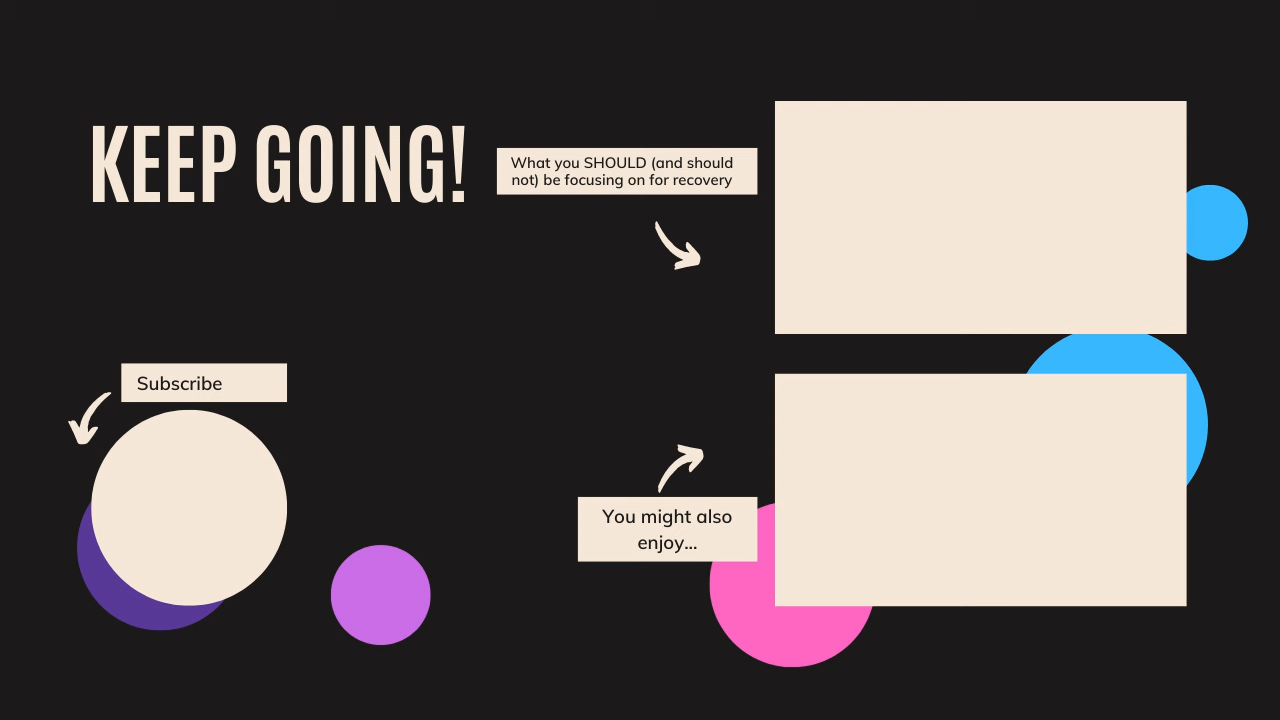 KEEP GOING!
What you SHOULD (and should
not) be focusing on for recovery
Subscribe
You might also
enjoy...